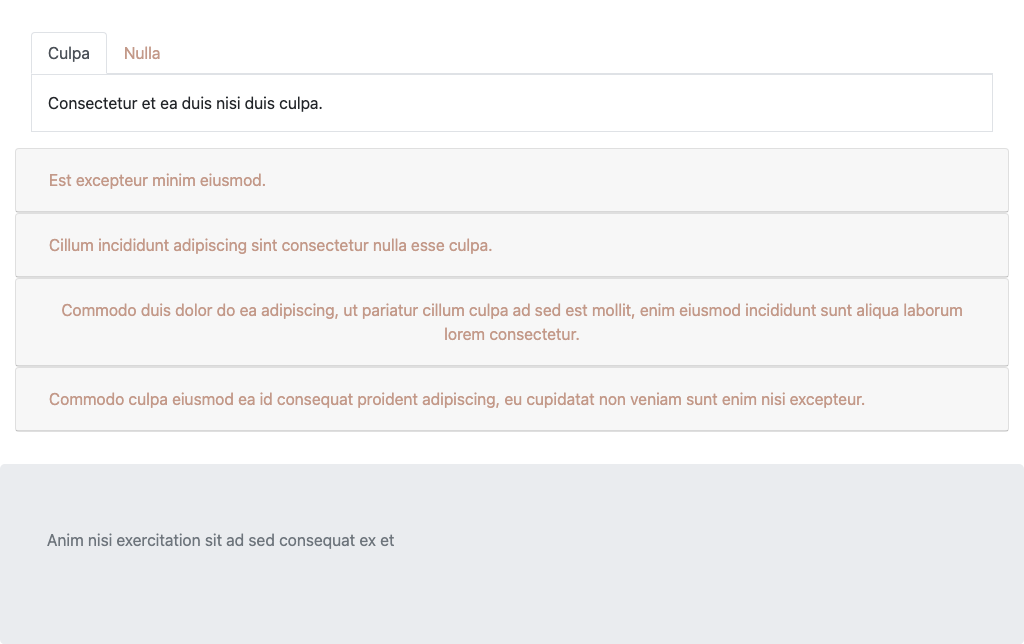 Culpa
Nulla
Consectetur et ea duis nisi duis culpa.
Est excepteur minim eiusmod.
Cillum incididunt adipiscing sint consectetur nulla esse culpa.
Commodo duis dolor do ea adipiscing, ut pariatur cillum culpa ad sed est mollit, enim eiusmod incididunt sunt aliqua laborum
lorem consectetur.
Commodo culpa eiusmod ea id consequat proident adipiscing, eu cupidatat non veniam sunt enim nisi excepteur.
Anim nisi exercitation sit ad sed consequat ex et